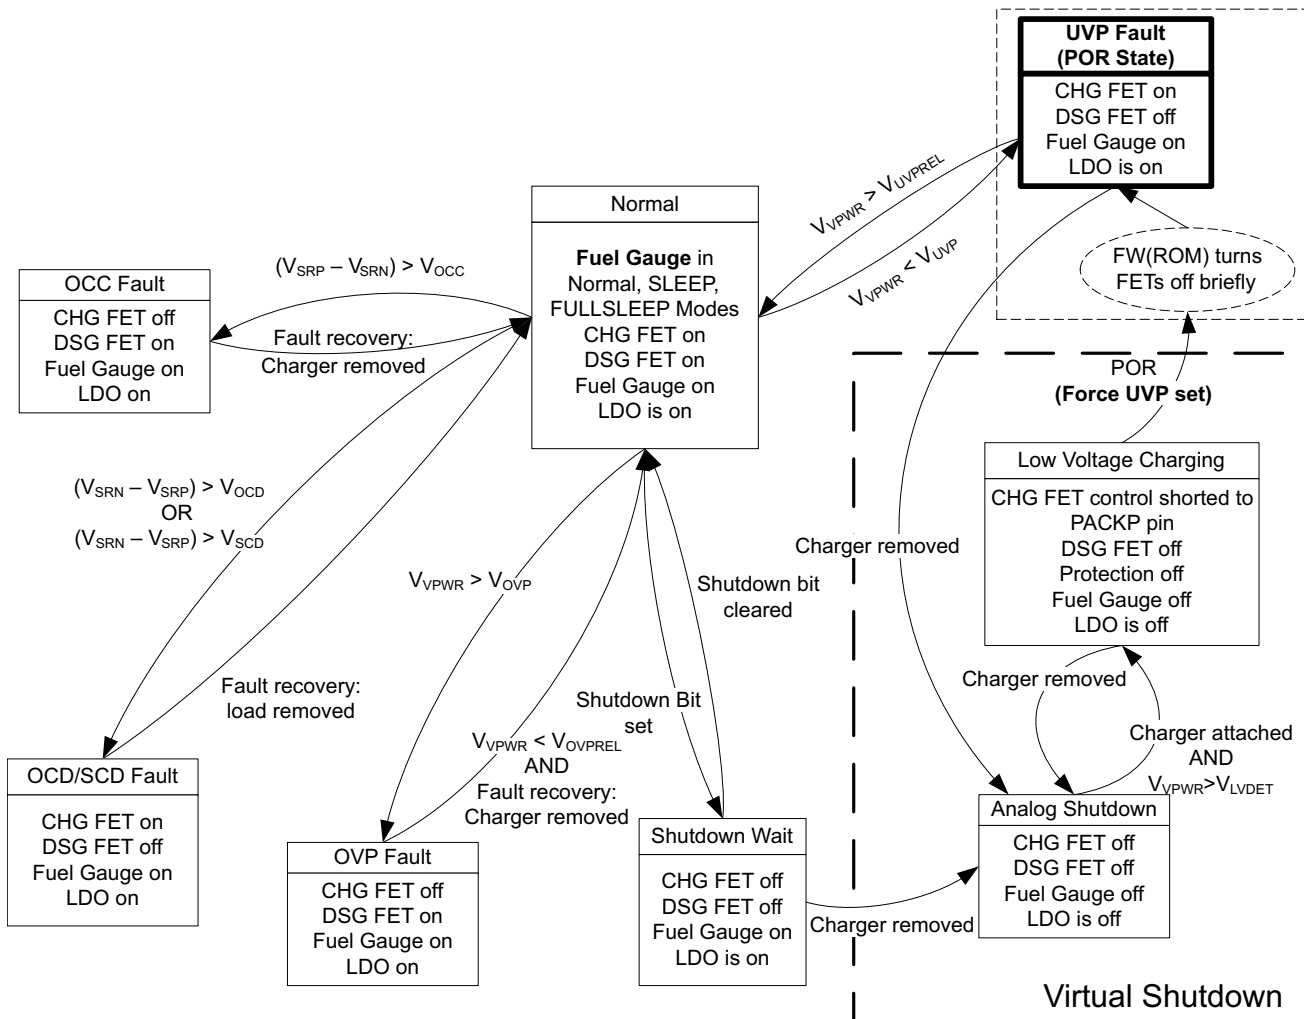 UVP Fault
(POR State)
CHG FET on
DSG FET off
Fuel Gauge on
LDO is on
FW(ROM) turns
FETs off briefly
V_VPWR > V_UVPREL
V_VPWR < V_UVP
Normal
Fuel Gauge in
Normal, SLEEP,
FULLSLEEP Modes
CHG FET on
DSG FET on
Fuel Gauge on
LDO is on
(V_SRP – V_SRN) > V_OCC
Fault recovery:
Charger removed
OCC Fault
CHG FET off
DSG FET on
Fuel Gauge on
LDO on
(V_SRN – V_SRP) > V_OCD
OR
(V_SRN – V_SRP) > V_SCD
Fault recovery:
load removed
OCD/SCD Fault
CHG FET on
DSG FET off
Fuel Gauge on
LDO on
V_VPWR > V_OVP
V_VPWR < V_OVPREL
AND
Fault recovery:
Charger removed
OVP Fault
CHG FET off
DSG FET on
Fuel Gauge on
LDO on
Shutdown bit
cleared
Shutdown Bit
set
Shutdown Wait
CHG FET off
DSG FET off
Fuel Gauge on
LDO is on
Charger removed
Charger removed
POR
(Force UVP set)
Low Voltage Charging
CHG FET control shorted to
PACKP pin
DSG FET off
Protection off
Fuel Gauge off
LDO is off
Charger removed
Charger attached
AND
V_VPWR>V_LVDET
Analog Shutdown
CHG FET off
DSG FET off
Fuel Gauge off
LDO is off
Virtual Shutdown